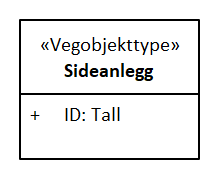 «Vegobjekttype»
Sideanlegg
+ ID: Tall